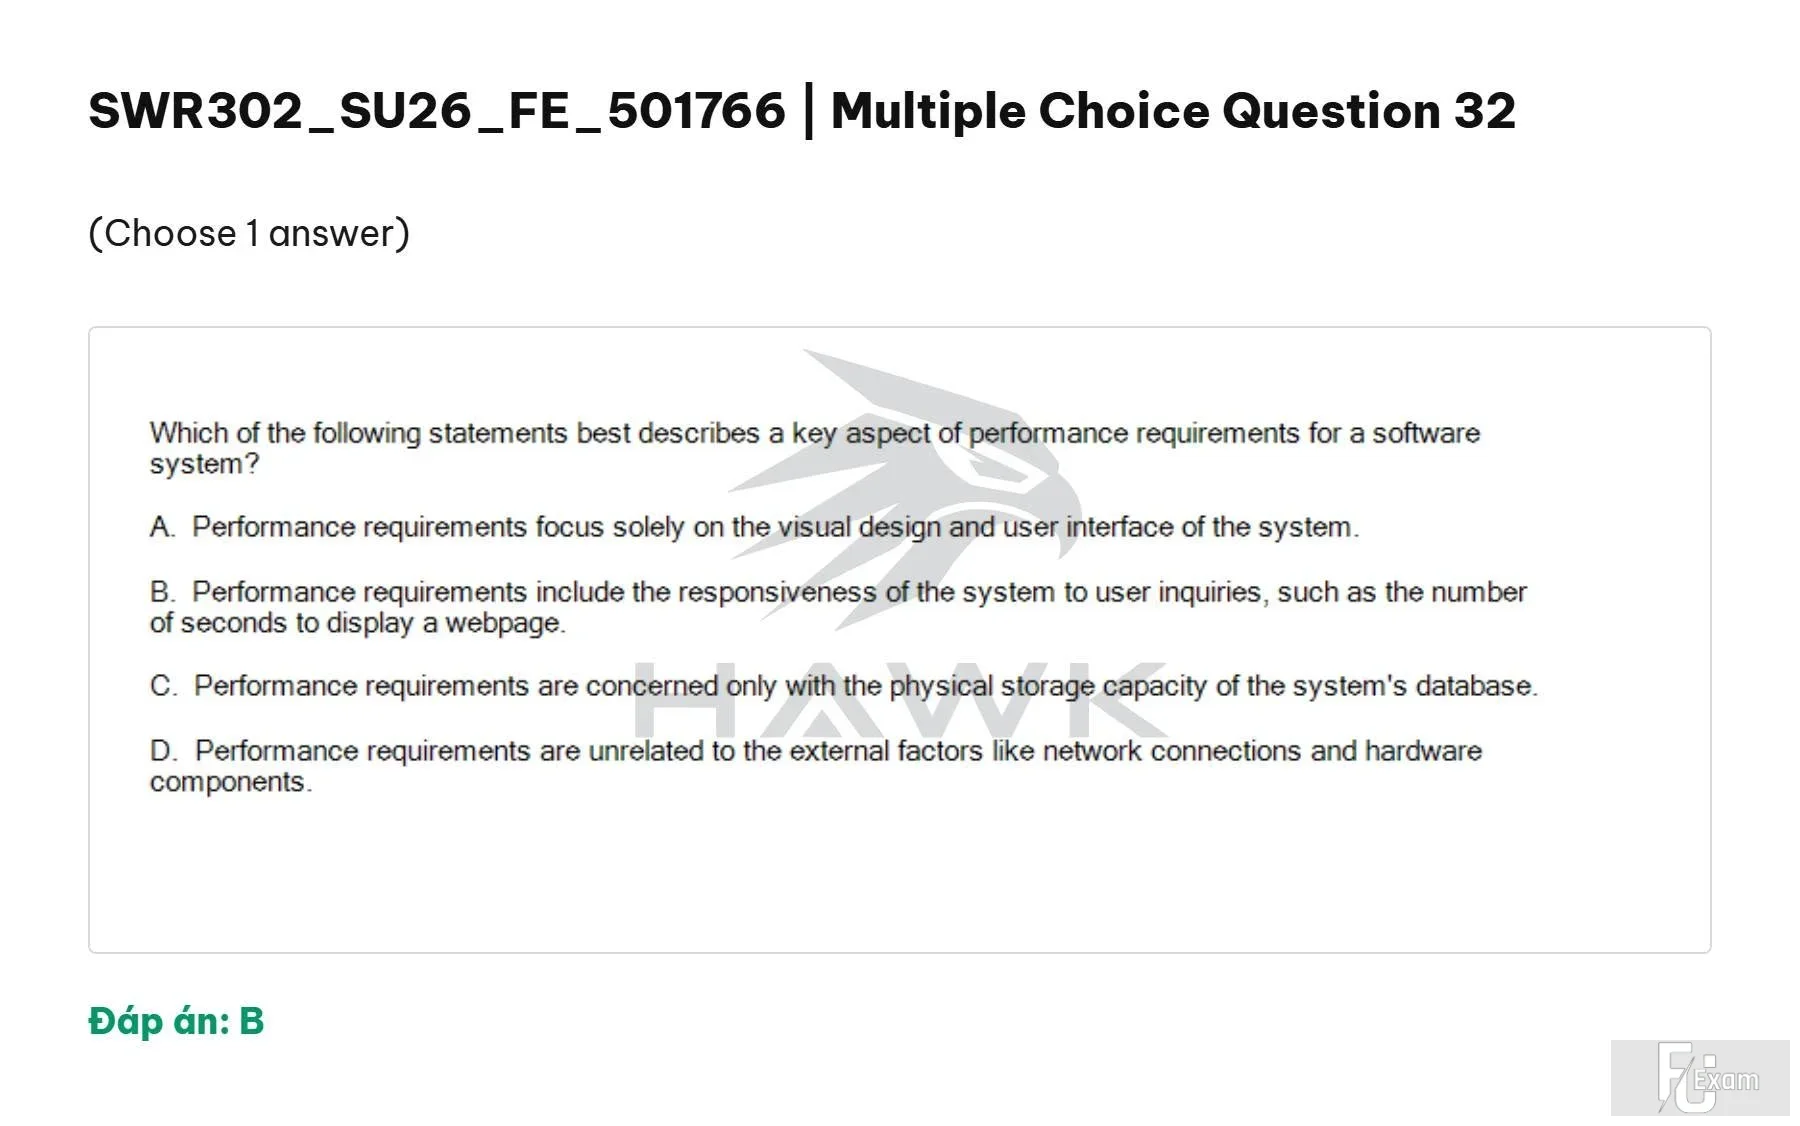 SWR302_SU26_FE_501766 | Multiple Choice Question 32
(Choose 1 answer)
Which of the following statements best describes a key aspect of performance requirements for a software
system?
A. Performance requirements focus solely on the visual design and user interface of the system.
B. Performance requirements include the responsiveness of the system to user inquiries, such as the number
of seconds to display a webpage.
C. Performance requirements are concerned only with the physical storage capacity of the system's database.
HAWK
D. Performance requirements are unrelated to the external factors like network connections and hardware
components.
Đáp án: B
FU Exam